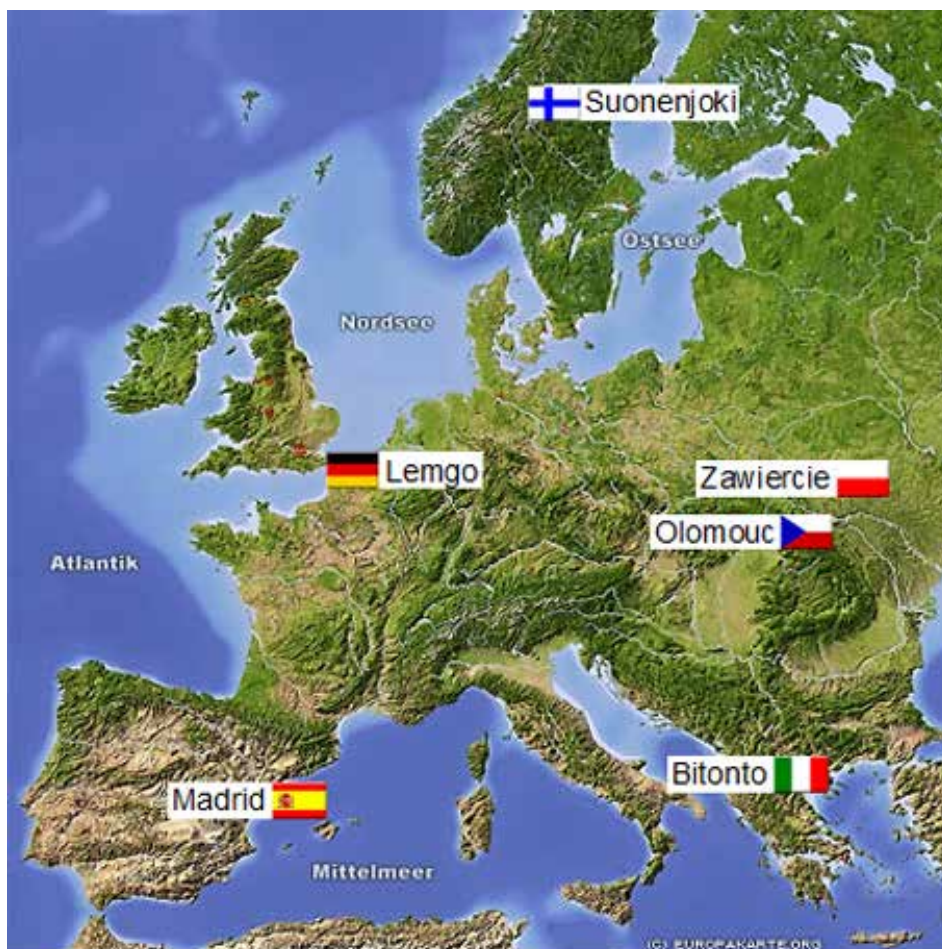 Suonenjoki
Ostsee
Nordsee
Lemgo
Zawiercie
Olomouc
Atlantik
Bitonto
Madrid
Mittelmeer
(C) EUROPAKARTE.ORG